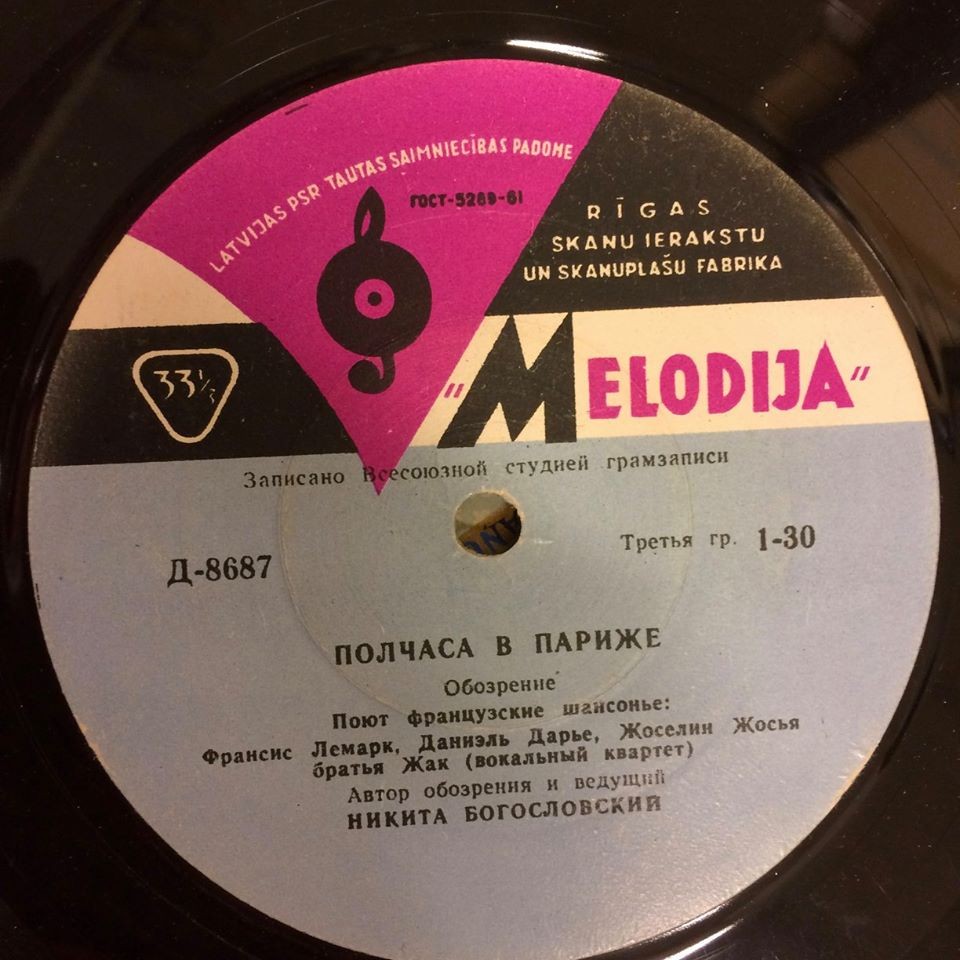 LATVIJAS PSR TAUTAS SAIMNIECĪBAS PADOME
ГОСТ-5289-61
RĪGAS
SKAŅU IERAKSTU
UN SKAŅUPLAŠU FABRIKA
33⅓
"MELODIJA"
Записано Всесоюзной студией грамзаписи
Д-8687
Третья гр. 1-30
ПОЛЧАСА В ПАРИЖЕ
Обозрение
Поют французские шансонье:
Франсис Лемарк, Даниэль Дарье, Жоселин Жосья
братья Жак (вокальный квартет)
Автор обозрения и ведущий
НИКИТА БОГОСЛОВСКИЙ